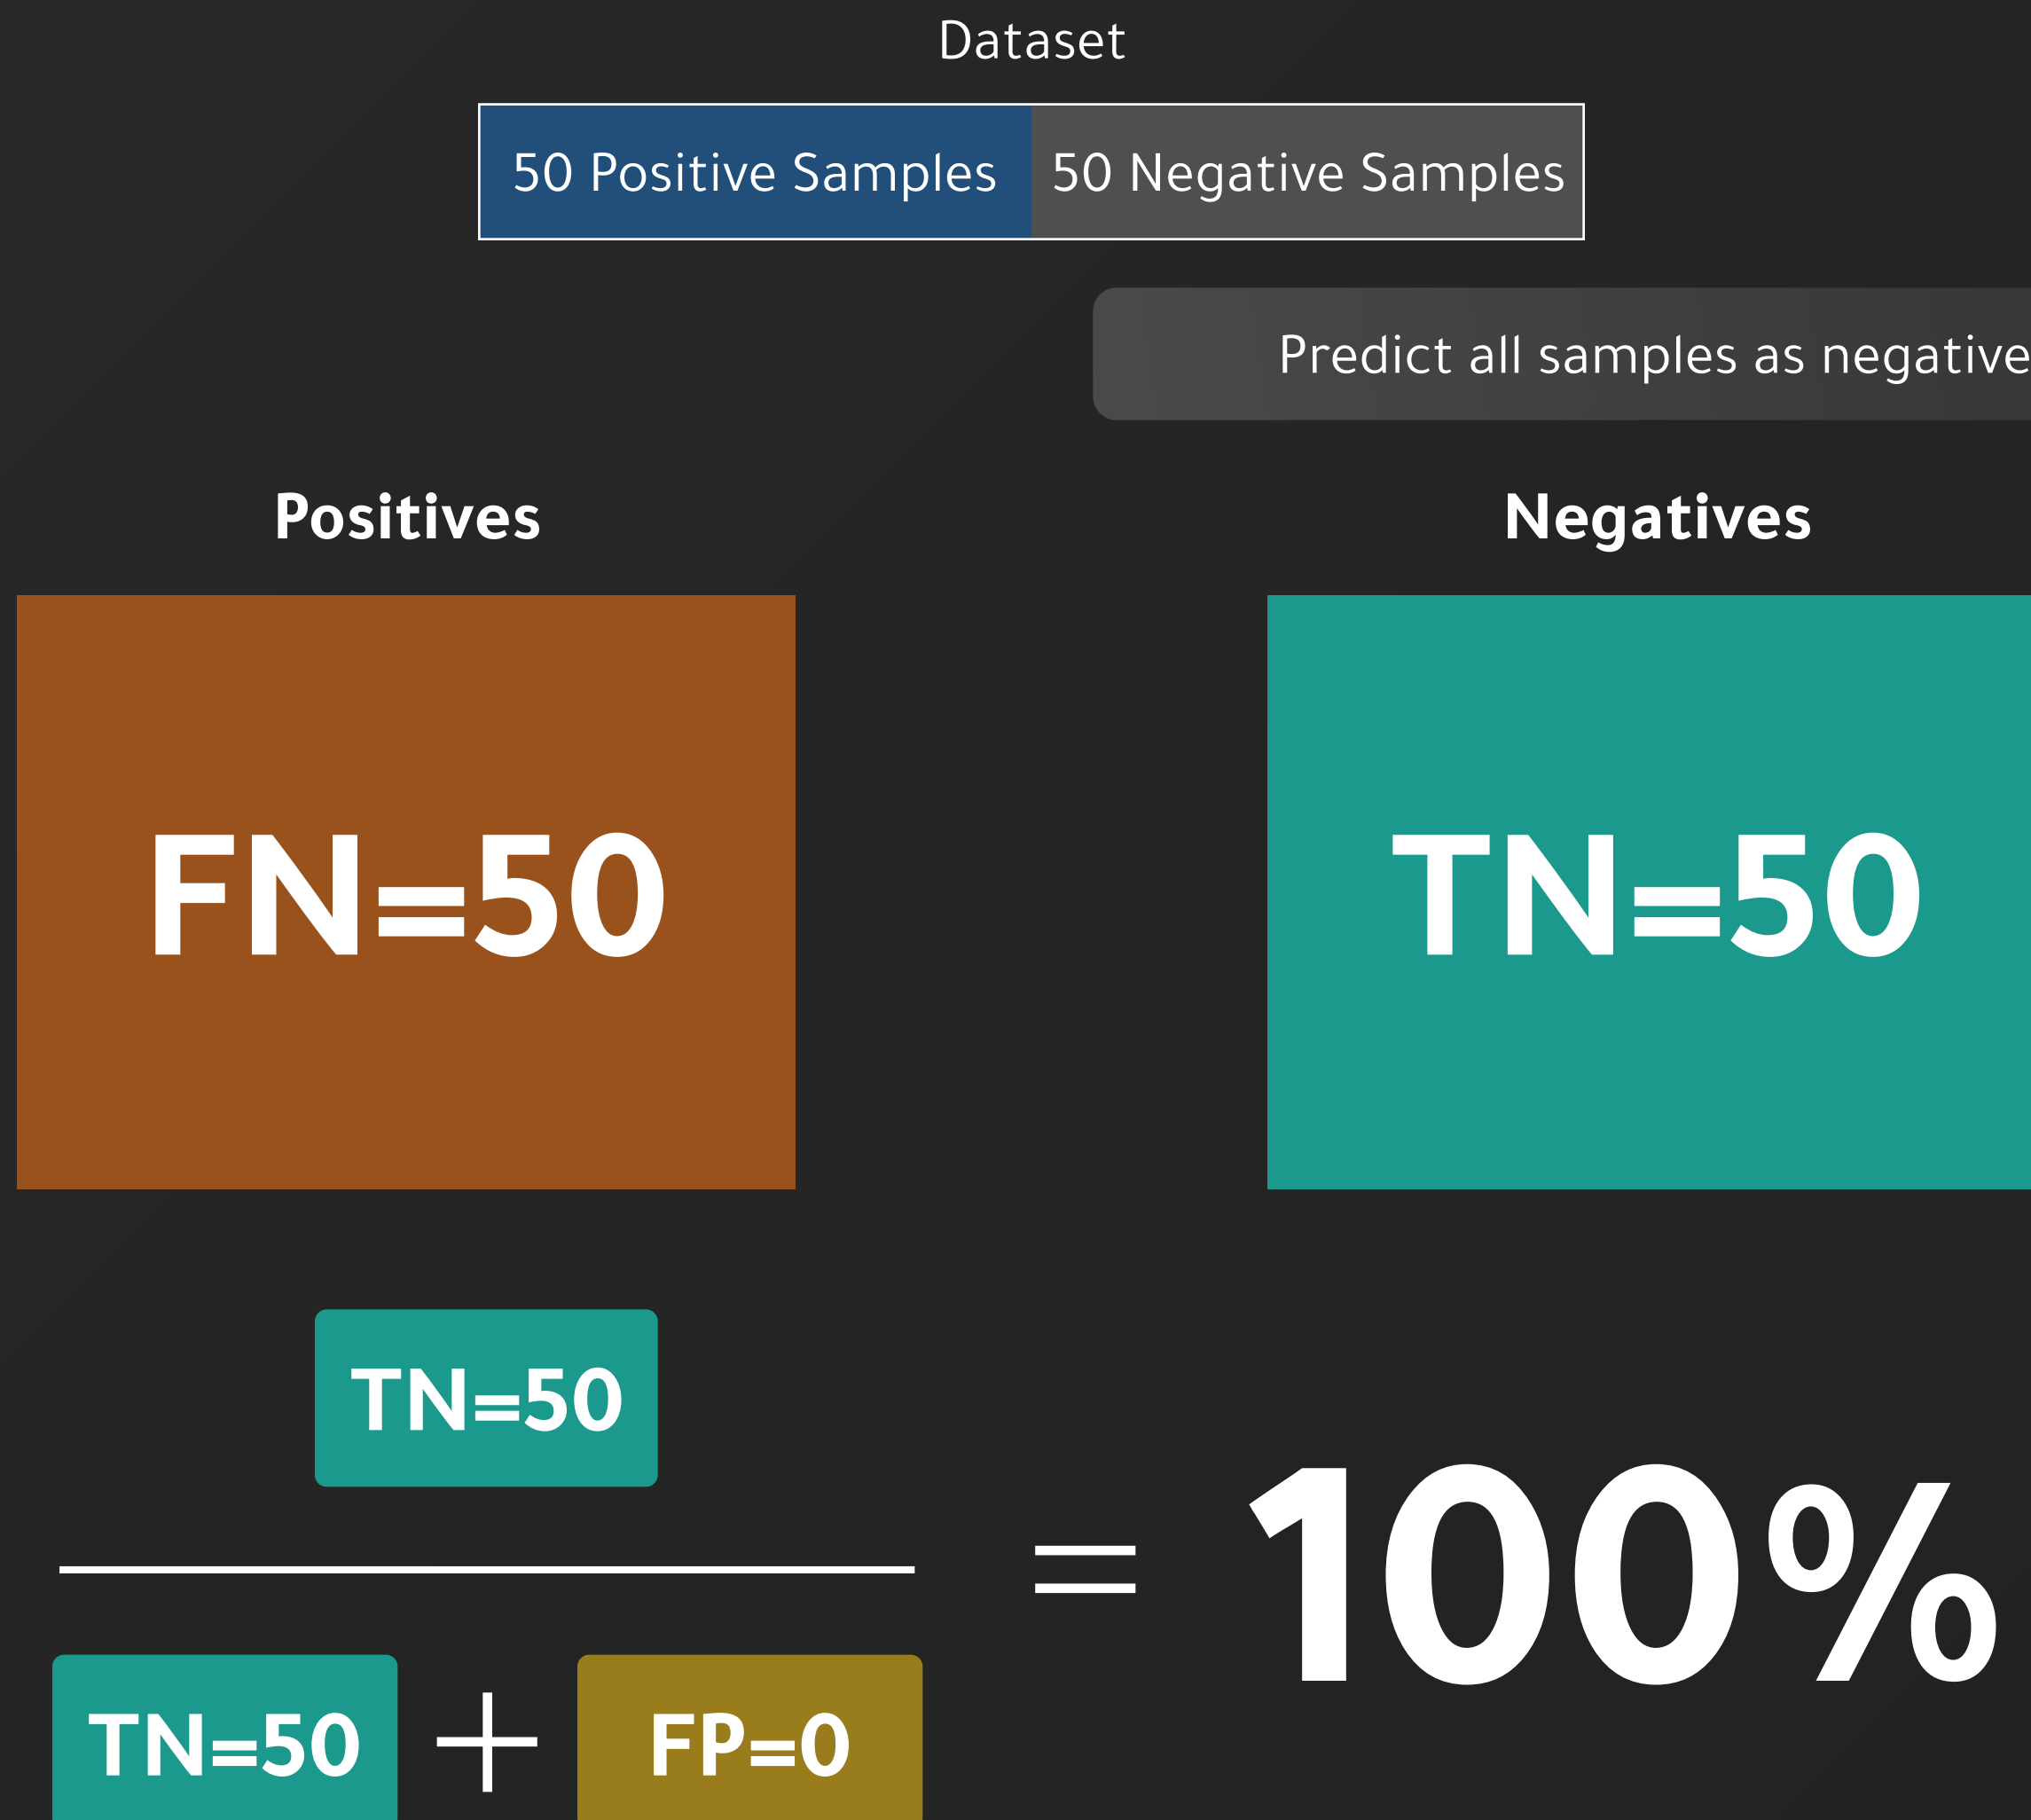 Dataset
50 Positive Samples 50 Negative Samples
Predict all samples as negative
Positives Negatives
FN=50 TN=50
TN=50
= 100%
TN=50 + FP=0